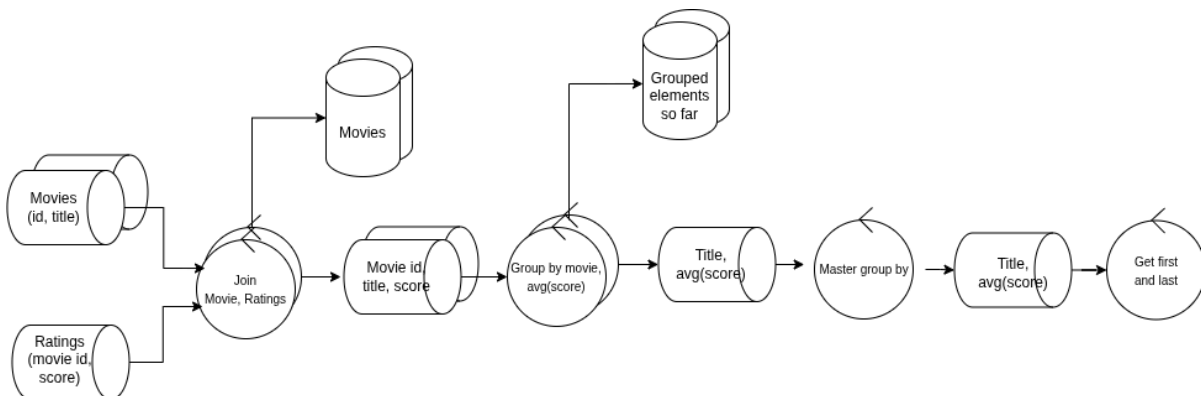 Movies
(id, title)
Ratings
(movie id,
score)
Join
Movie, Ratings
Movies
Movie id,
title, score
Group by movie,
avg(score)
Grouped
elements
so far
Title,
avg(score)
Master group by
Title,
avg(score)
Get first
and last